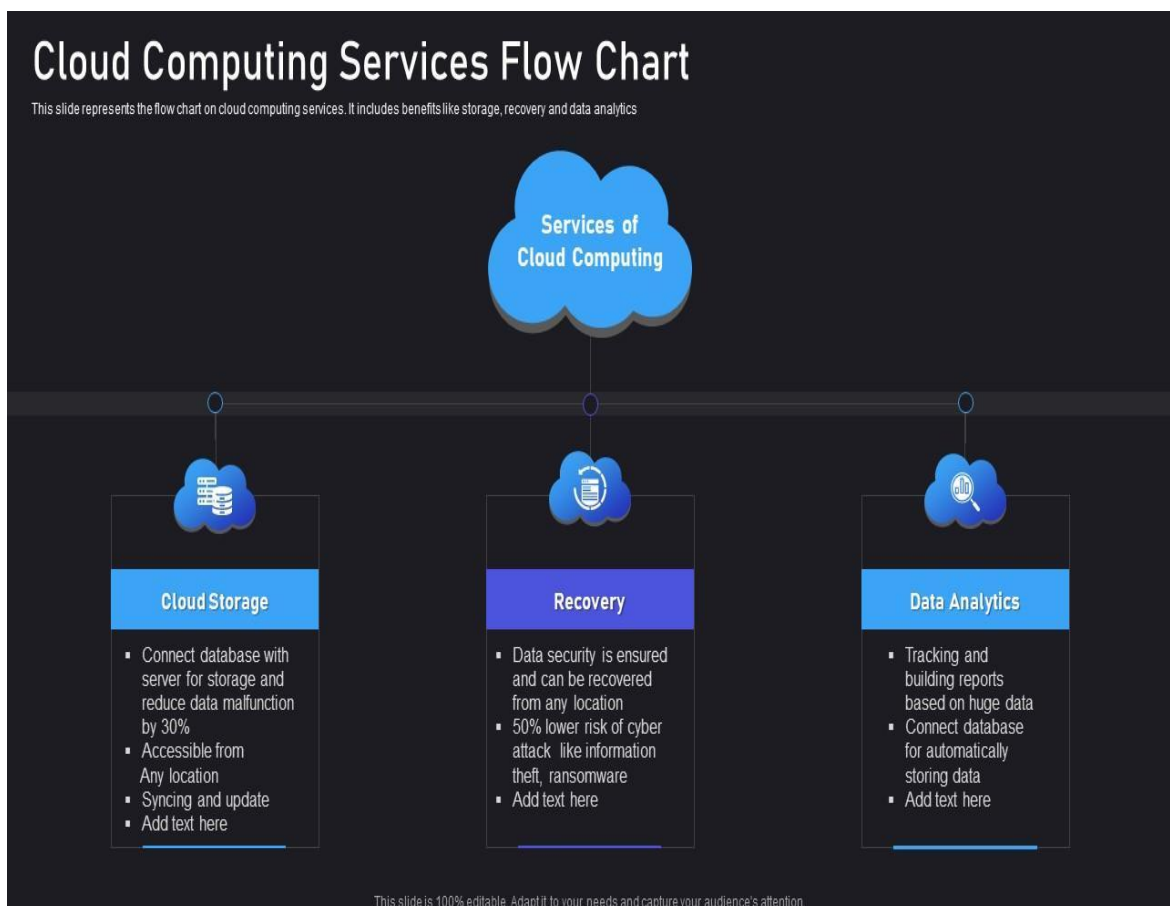 Cloud Computing Services Flow Chart
This slide represents the flow chart on cloud computing services. It includes benefits like storage, recovery and data analytics
Services of
Cloud Computing
Cloud Storage
▪ Connect database with
server for storage and
reduce data malfunction
by 30%
▪ Accessible from
Any location
▪ Syncing and update
▪ Add text here
Recovery
▪ Data security is ensured
and can be recovered
from any location
▪ 50% lower risk of cyber
attack like information
theft, ransomware
▪ Add text here
Data Analytics
▪ Tracking and
building reports
based on huge data
▪ Connect database
for automatically
storing data
▪ Add text here
This slide is 100% editable. Adapt it to your needs and capture your audience's attention.